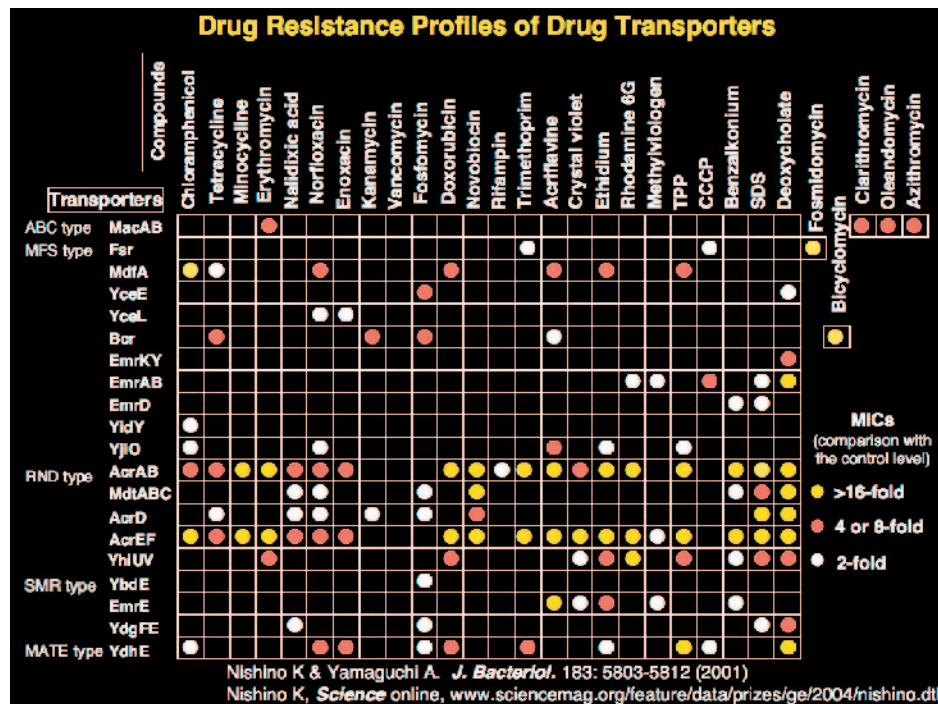 Drug Resistance Profiles of Drug Transporters
Compounds
Chloramphenicol
Tetracycline
Minocycline
Erythromycin
Nalidixic acid
Norfloxacin
Enoxacin
Kanamycin
Vancomycin
Fosfomycin
Doxorubicin
Novobiocin
Rifampin
Trimethoprim
Acriflavine
Crystal violet
Ethidium
Rhodamine 6G
Methylviologen
TPP
CCCP
Benzalkonium
SDS
Deoxycholate
Fosmidomycin
Bicyclomycin
Clarithromycin
Oleandomycin
Azithromycin
Transporters
ABC type MacAB
MFS type Fsr
MdfA
YceE
YceL
Bcr
EmrKY
EmrAB
EmrD
YidY
YjiO
RND type AcrAB
MdtABC
AcrD
AcrEF
YhiUV
SMR type YbdE
EmrE
YdgFE
MATE type YdhE
MICs
(comparison with
the control level)
>16-fold
4 or 8-fold
2-fold
Nishino K & Yamaguchi A. J. Bacteriol. 183: 5803-5812 (2001)
Nishino K, Science online, www.sciencemag.org/feature/data/prizes/ge/2004/nishino.dtl